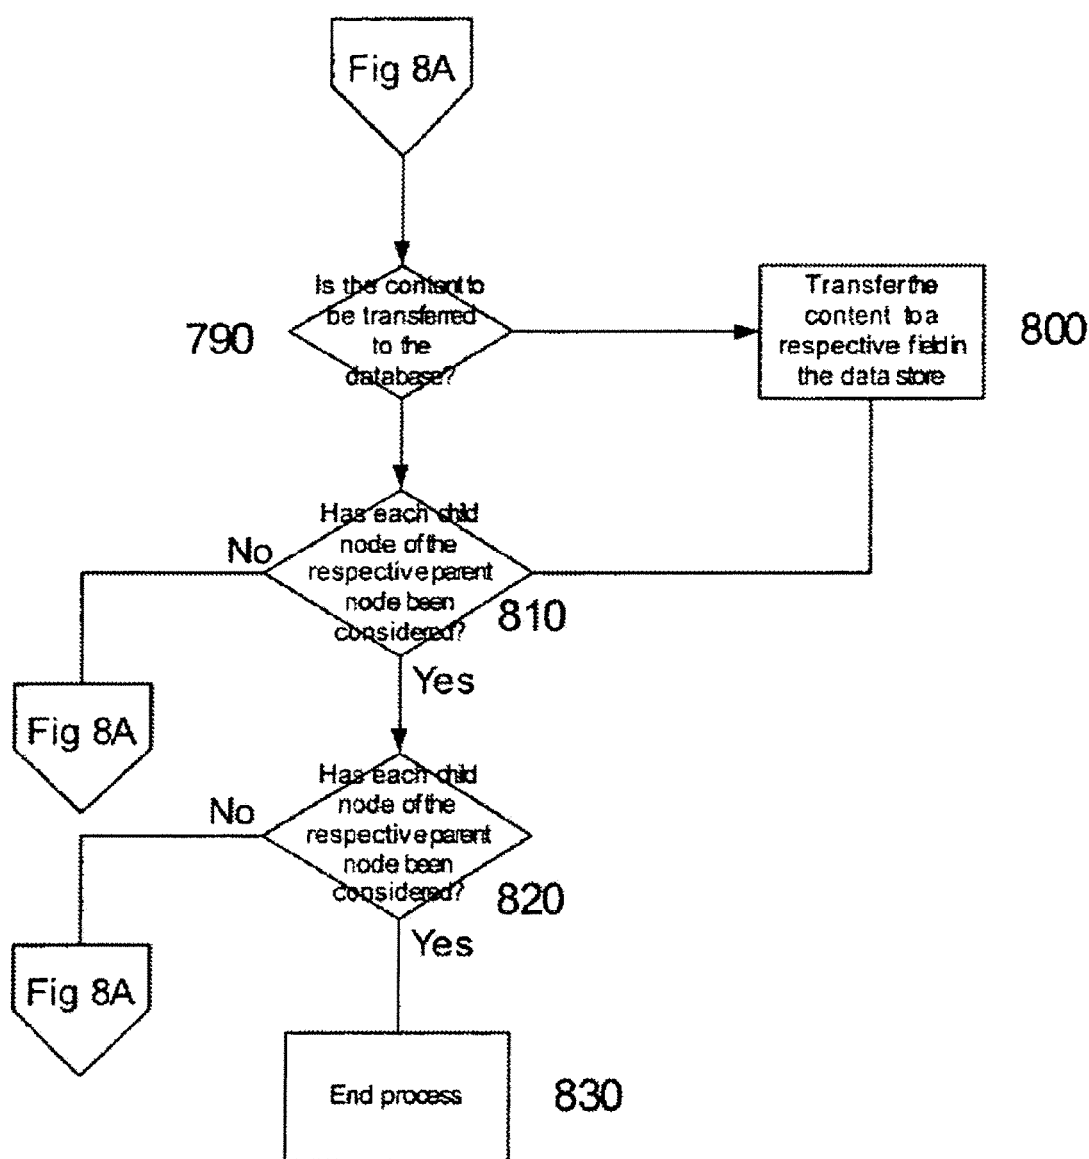 Fig 8A
Is the content to
be transferred
to the
database?
790
Transfer the
content to a
respective field in
the data store
800
Has each child
node of the
respective parent
node been
considered?
810
No
Yes
Fig 8A
Has each child
node of the
respective parent
node been
considered?
820
No
Yes
Fig 8A
End process
830